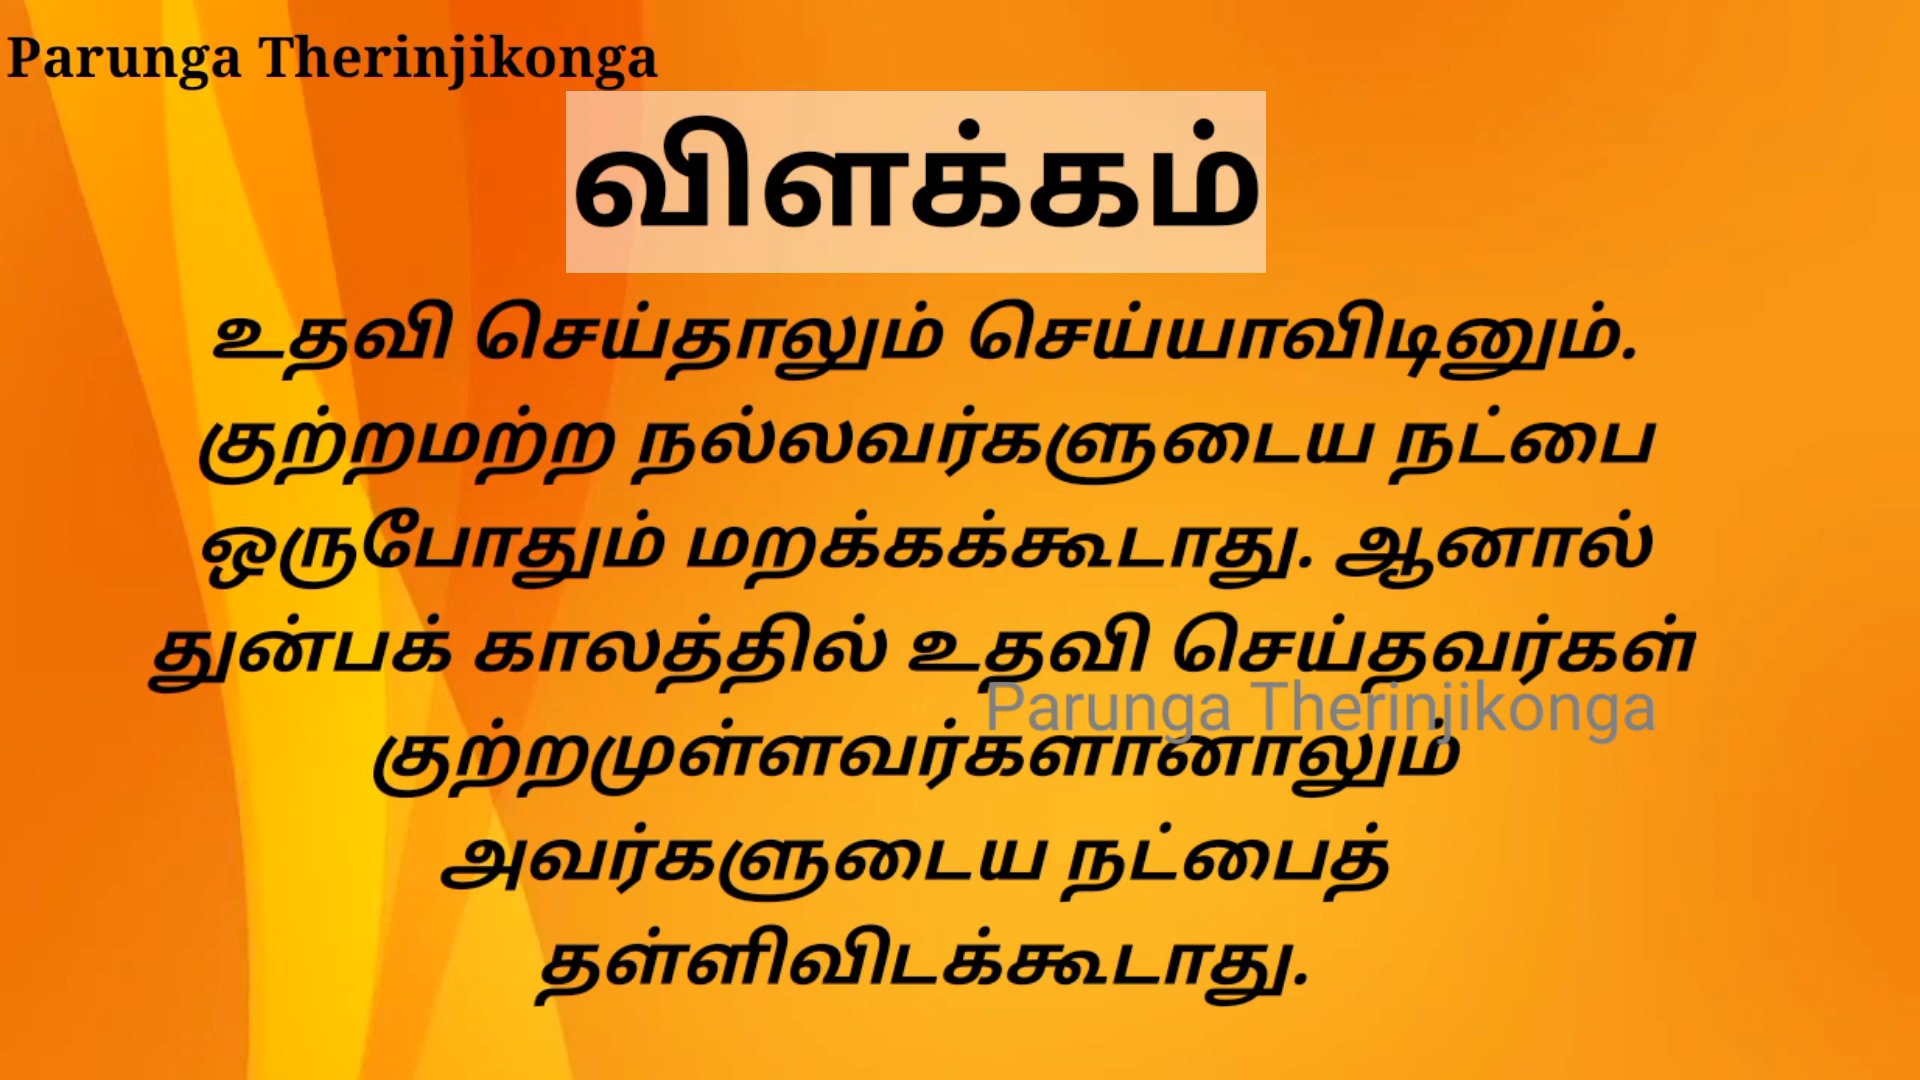 Parunga Therinjikonga
விளக்கம்
உதவி செய்தாலும் செய்யாவிடினும்.
குற்றமற்ற நல்லவர்களுடைய நட்பை
ஒருபோதும் மறக்கக்கூடாது. ஆனால்
துன்பக் காலத்தில் உதவி செய்தவர்கள்
Parunga Therinjikonga
குற்றமுள்ளவர்களானாலும்
அவர்களுடைய நட்பைத்
தள்ளிவிடக்கூடாது.